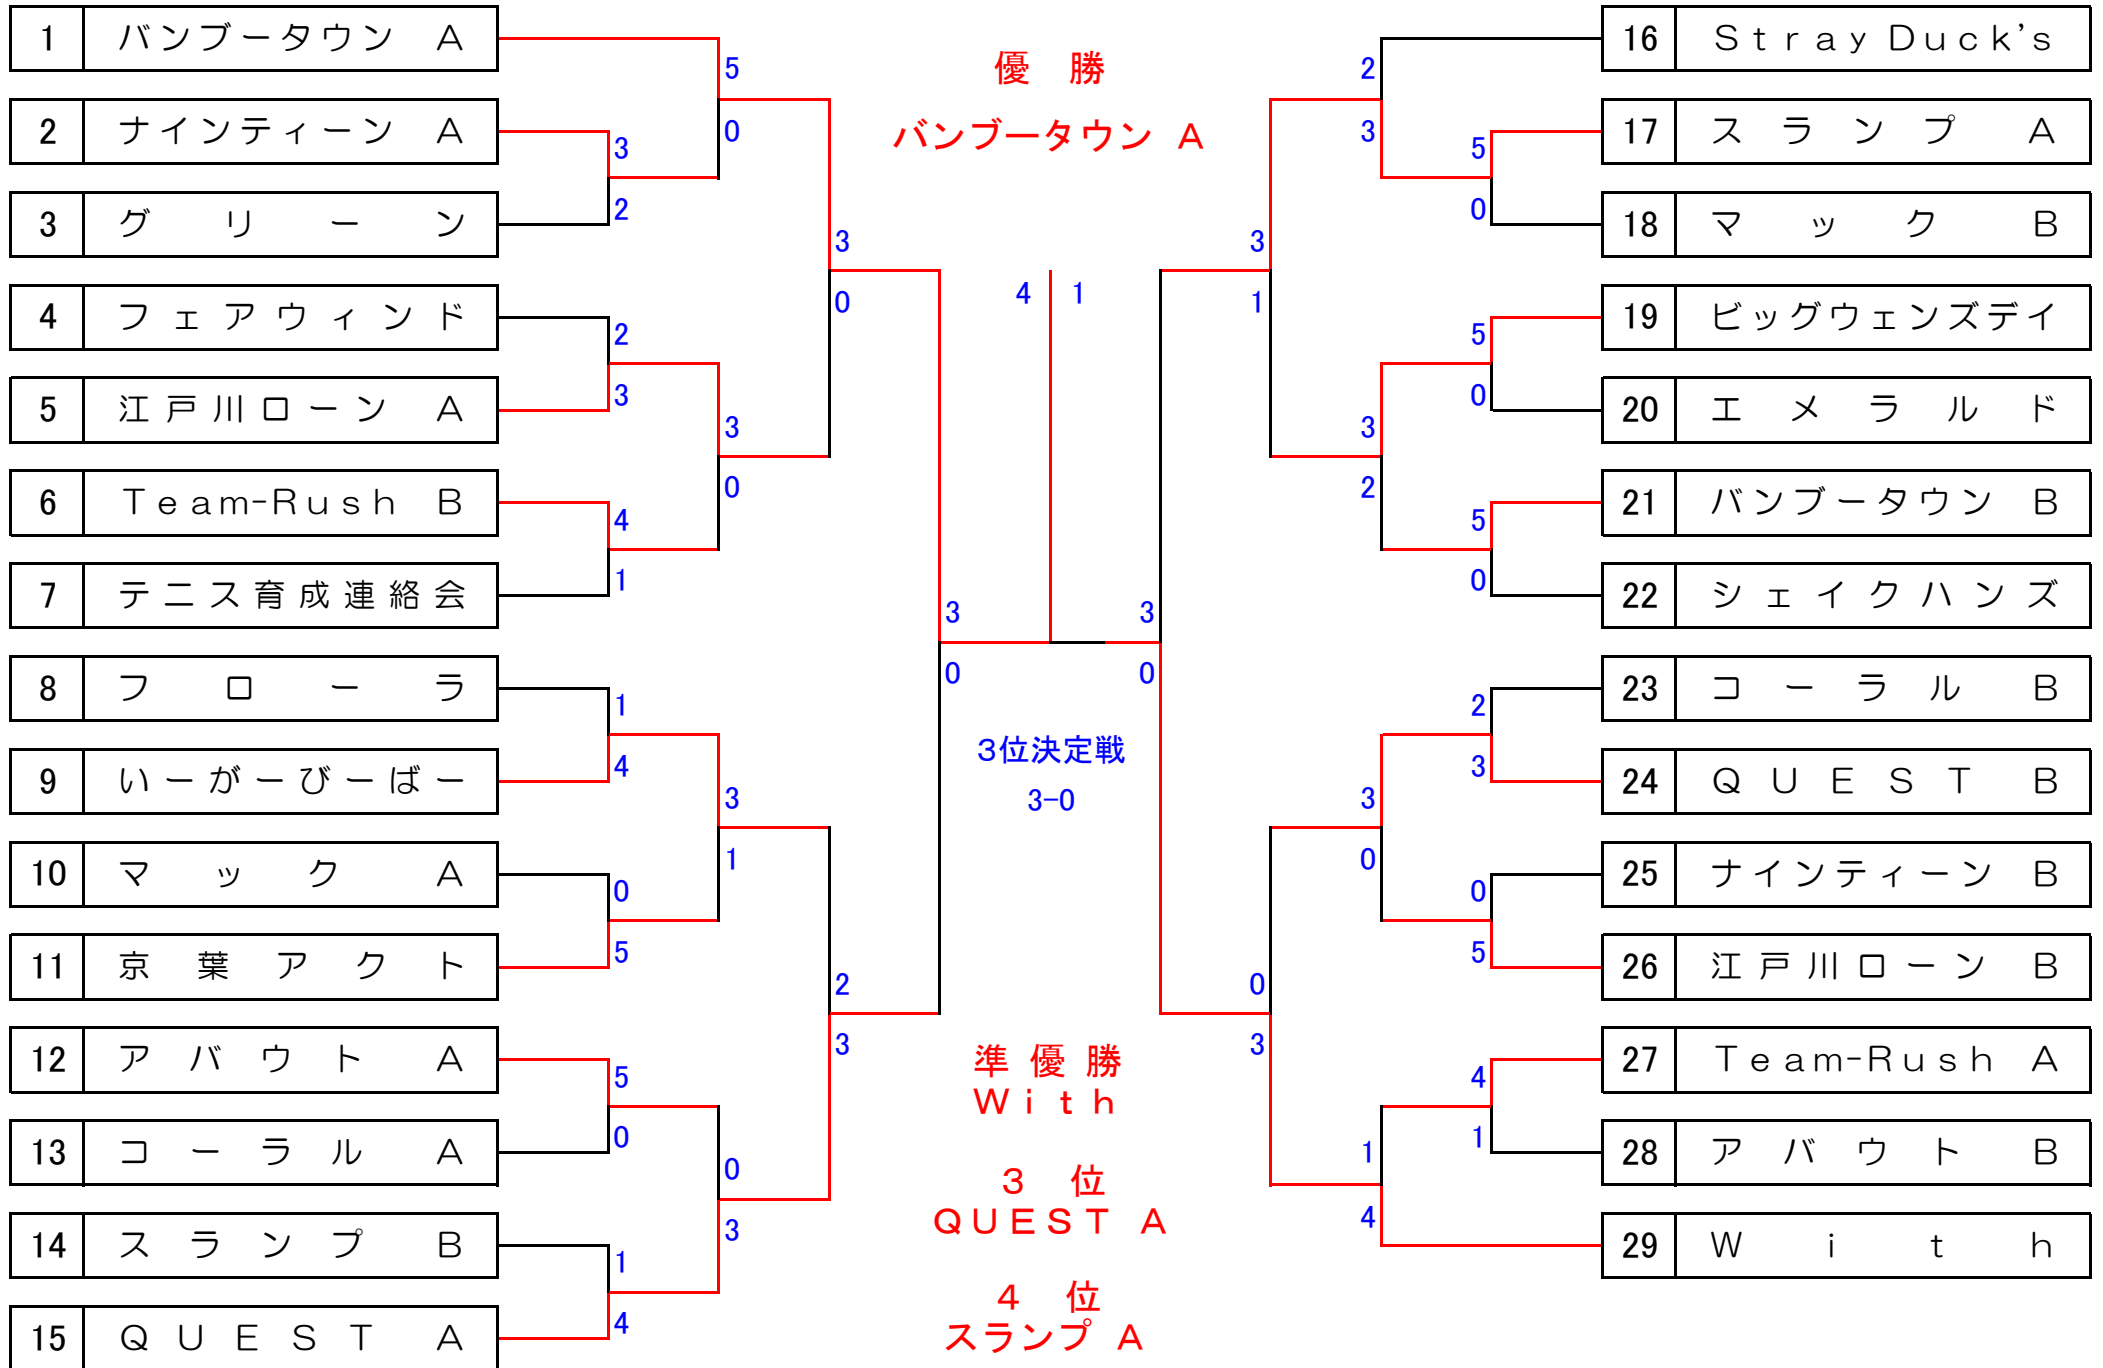 1 バンブータウン A
2 ナインティーン A
3 グリーン
4 フェアウィンド
5 江戸川ローン A
6 Team-Rush B
7 テニス育成連絡会
8 フローラ
9 いーがーびーばー
10 マック A
11 京葉アクト
12 アバウト A
13 コーラル A
14 スランプ B
15 QUEST A
5
0
3
2
3
0
2
3
3
0
4
1
3
0
1
4
3
1
0
5
2
3
5
0
0
3
1
4
優 勝
バンブータウン A
4 1
3位決定戦
3-0
準優勝
With
3 位
QUEST A
4 位
スランプ A
2
3
5
0
3
1
5
0
3
2
5
0
3
0
2
3
3
0
0
5
0
3
4
1
1
4
16 Stray Duck's
17 スランプ A
18 マック B
19 ビッグウェンズデイ
20 エメラルド
21 バンブータウン B
22 シェイクハンズ
23 コーラル B
24 QUEST B
25 ナインティーン B
26 江戸川ローン B
27 Team-Rush A
28 アバウト B
29 With